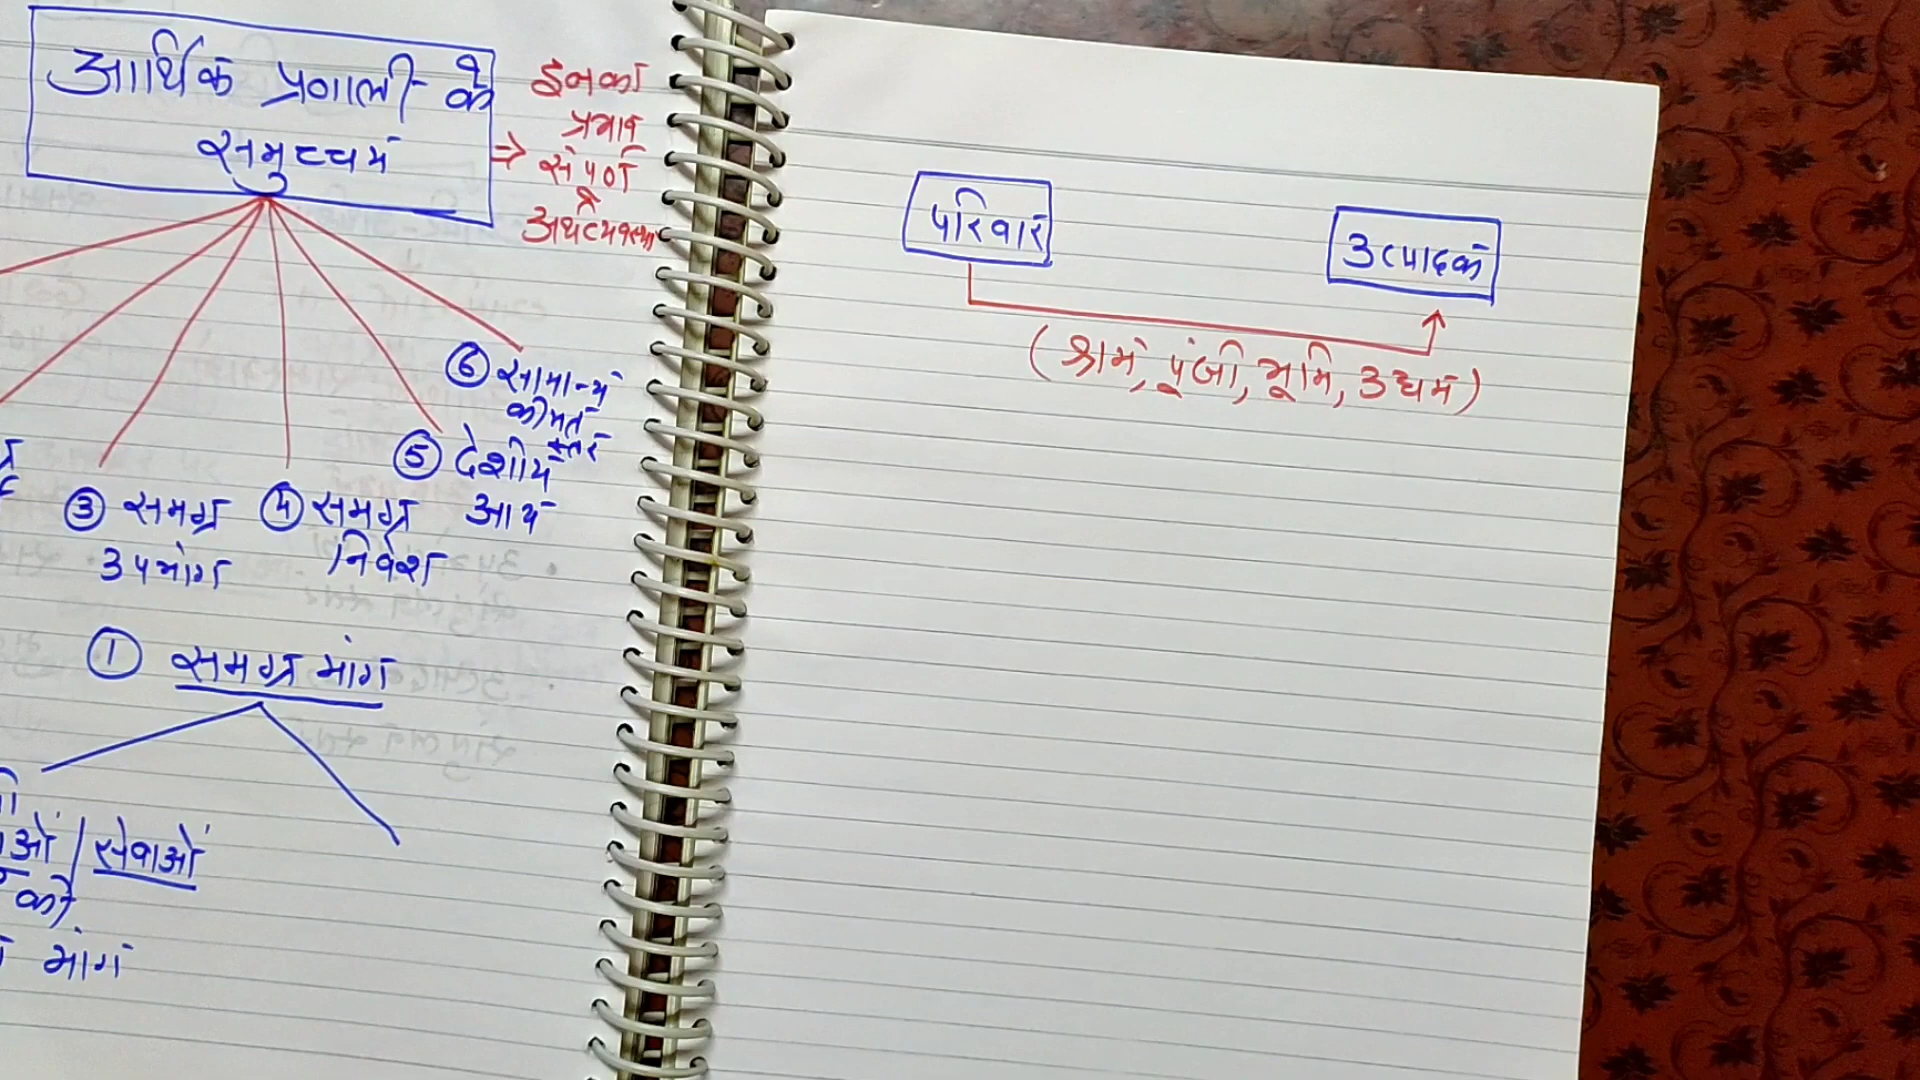 आर्थिक प्रणाली के
समुच्चय
⇒ इनका
प्रभाव
संपूर्ण
अर्थव्यवस्था
⑥ सामान्य
कीमत
स्तर
⑤ देशीय
आय
③ समग्र
उपभोग
④ समग्र
निवेश
① समग्र मांग
ओं / सेवाओं
की
मांग
परिवार
उत्पादक
(श्रम, पूंजी, भूमि, उद्यम)